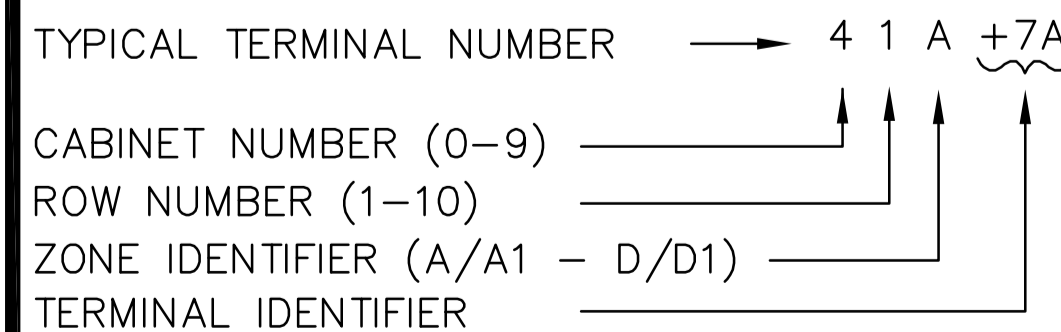 TYPICAL TERMINAL NUMBER 4 1 A +7A
CABINET NUMBER (0-9)
ROW NUMBER (1-10)
ZONE IDENTIFIER (A/A1 - D/D1)
TERMINAL IDENTIFIER